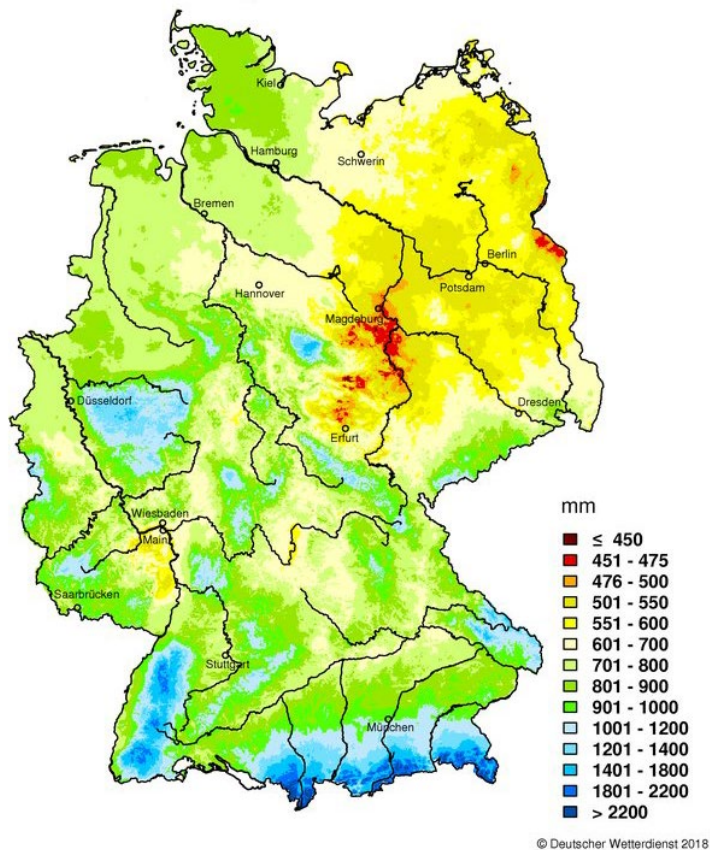 Kiel
Hamburg
Schwerin
Bremen
Berlin
Hannover
Potsdam
Magdeburg
Düsseldorf
Dresden
Erfurt
Wiesbaden
Mainz
Saarbrücken
Stuttgart
München
mm
≤ 450
451 - 475
476 - 500
501 - 550
551 - 600
601 - 700
701 - 800
801 - 900
901 - 1000
1001 - 1200
1201 - 1400
1401 - 1800
1801 - 2200
> 2200
© Deutscher Wetterdienst 2018